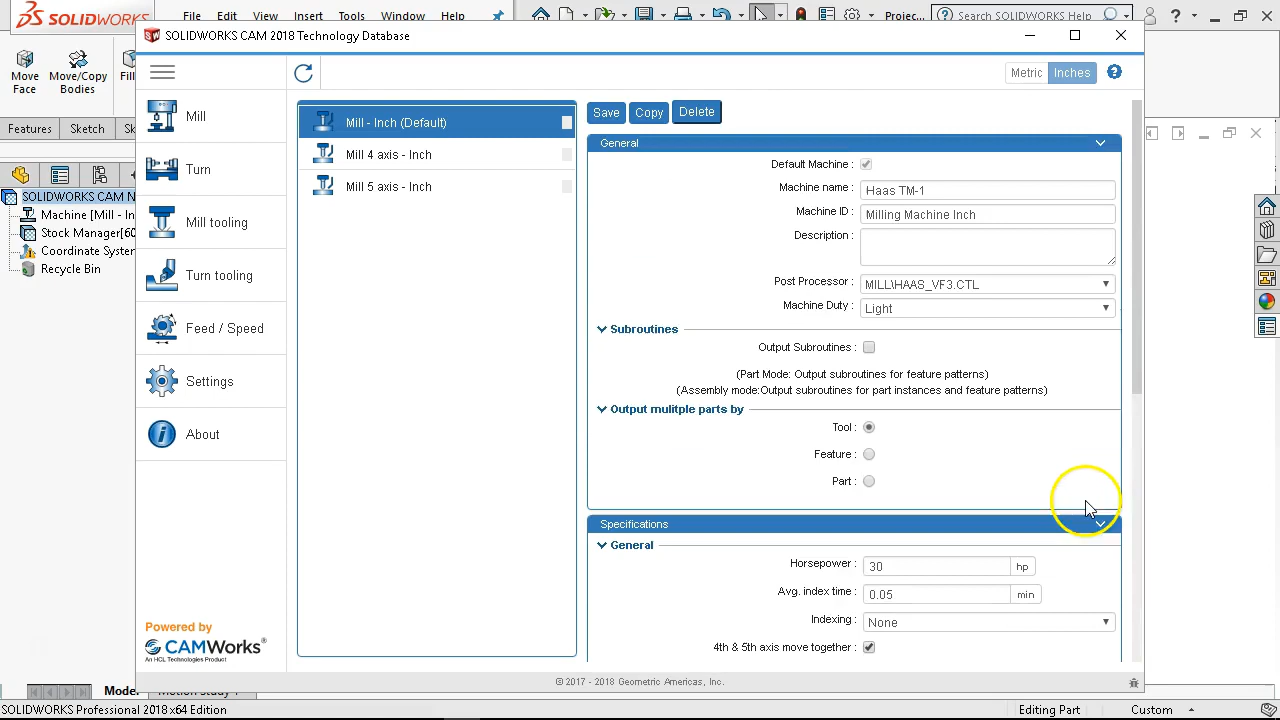 SOLIDWORKS
File Edit View Insert Tools Window Help
Projec...
Search SOLIDWORKS Help
SOLIDWORKS CAM 2018 Technology Database
Move Face
Move/Copy Bodies
Features
Sketch
SOLIDWORKS CAM N
Machine [Mill - In
Stock Manager[60
Coordinate System
Recycle Bin
Metric Inches
Mill
Turn
Mill tooling
Turn tooling
Feed / Speed
Settings
About
Powered by
CAMWorks®
An HCL Technologies Product
Mill - Inch (Default)
Mill 4 axis - Inch
Mill 5 axis - Inch
Save Copy Delete
General
Default Machine :
Machine name : Haas TM-1
Machine ID : Milling Machine Inch
Description :
Post Processor : MILL\HAAS_VF3.CTL
Machine Duty : Light
Subroutines
Output Subroutines :
(Part Mode: Output subroutines for feature patterns)
(Assembly mode:Output subroutines for part instances and feature patterns)
Output mulitple parts by
Tool :
Feature :
Part :
Specifications
General
Horsepower : 30 hp
Avg. index time : 0.05 min
Indexing : None
4th & 5th axis move together :
© 2017 - 2018 Geometric Americas, Inc.
Model
SOLIDWORKS Professional 2018 x64 Edition
Editing Part
Custom